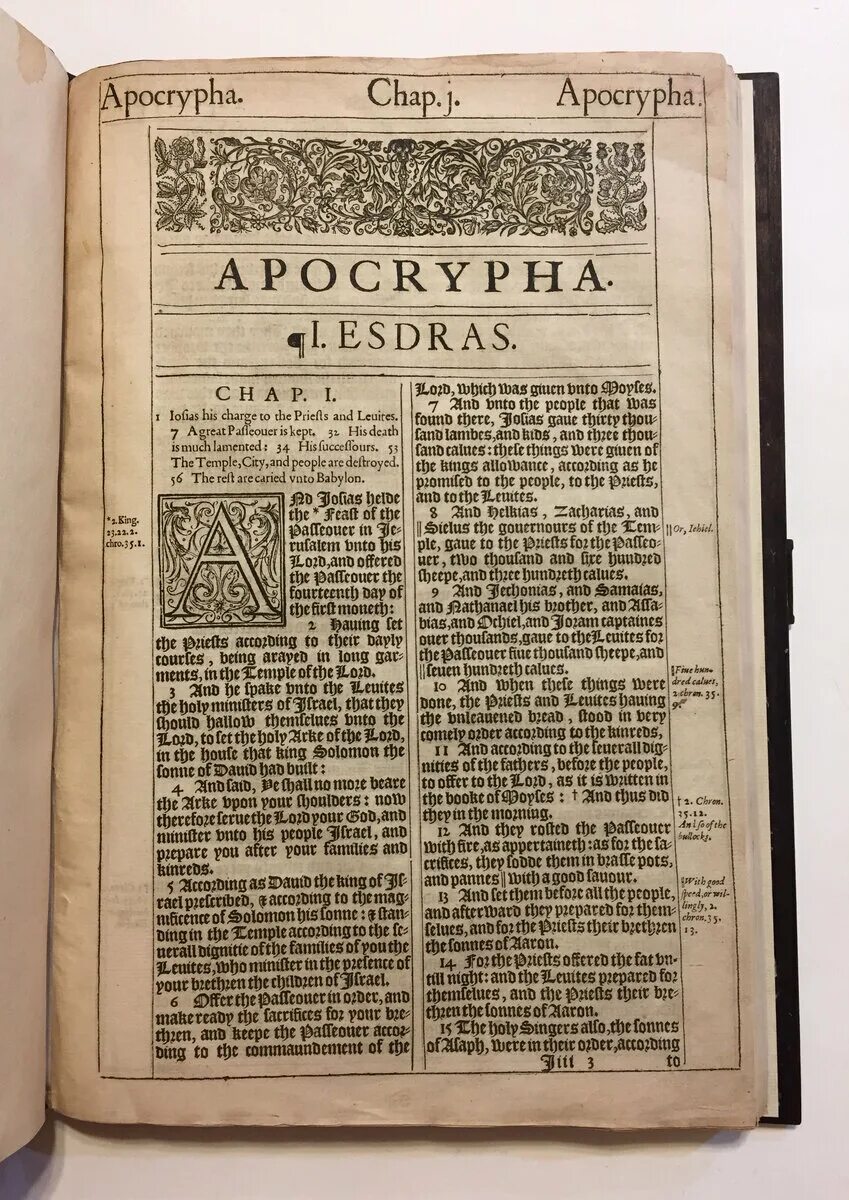 Apocrypha. Chap. j. Apocrypha.
APOCRYPHA.
¶ I. ESDRAS.
CHAP. I.
1 Iosias his charge to the Priests and Leuites.
7 A great Passeouer is kept. 32 His death
is much lamented: 34 His successours. 53
The Temple, City, and people are destroyed.
56 The rest are caried vnto Babylon.
AND Josias helde
the * Feast of the
Passeouer in Je-
rusalem vnto his
Lord, and offered
the Passeouer the
fourteenth day of
the first moneth:
2 Hauing set
the Priests according to their dayly
courses, being arayed in long gar-
ments, in the Temple of the Lord.
3 And he spake vnto the Leuites
the holy ministers of Israel, that they
should hallow themselues vnto the
Lord, to set the holy Arke of the Lord,
in the house that king Solomon the
sonne of Dauid had built:
4 And said, Ye shall no more beare
the Arke vpon your shoulders: now
therefore serue the Lord your God, and
minister vnto his people Israel, and
prepare you after your families and
kinreds.
5 According as Dauid the king of Is-
rael prescribed, & according to the mag-
nificence of Solomon his sonne: & stan-
ding in the Temple according to the se-
uerall dignitie of the families of you the
Leuites, who minister in the presence of
your brethren the children of Israel.
6 Offer the Passeouer in order, and
make ready the sacrifices for your bre-
thren, and keepe the Passeouer accor-
ding to the commaundement of the
*2. King.
23.22. 2.
chro. 35.1.
Lord, which was giuen vnto Moyses.
7 And vnto the people that was
found there, Josias gaue thirty thou-
sand lambes, and kids, and three thou-
sand calues: these things were giuen of
the kings allowance, according as he
promised to the people, to the Priests,
and to the Leuites.
8 And Helkias, Zacharias, and
|| Sielus the gouernours of the Tem-
ple, gaue to the Priests for the Passeo-
uer, two thousand and sixe hundred
sheepe, and three hundreth calues.
9 And Jechonias, and Samaias,
and Nathanael his brother, and Assa-
bias, and Ochiel, and Joram captaines
ouer thousands, gaue to the Leuites for
the Passeouer fiue thousand sheepe, and
|| seuen hundreth calues.
10 And when these things were
done, the Priests and Leuites hauing
the vnleauened bread, stood in very
comely order according to the kinreds,
11 And according to the seuerall dig-
nities of the fathers, before the people,
to offer to the Lord, as it is written in
the booke of Moyses: † And thus did
they in the morning.
12 And they rosted the Passeouer
with fire, as appertaineth: as for the sa-
crifices, they sodde them in brasse pots,
and pannes || with a good sauour.
13 And set them before all the people,
and afterward they prepared for them-
selues, and for the Priests their brethren
the sonnes of Aaron.
14 For the Priests offered the fat vn-
till night: and the Leuites prepared for
themselues, and the Priests their bre-
thren the sonnes of Aaron.
15 The holy Singers also, the sonnes
of Asaph, were in their order, according
Jiii 3 to
|| Or, Iehiel.
|| Fiue hun-
dred calues,
2. chron. 35.
9.
† 2. Chron.
35.12.
And so of the
bullocks.
|| With good
speed, or wil-
lingly, 2.
chron. 35.
13.